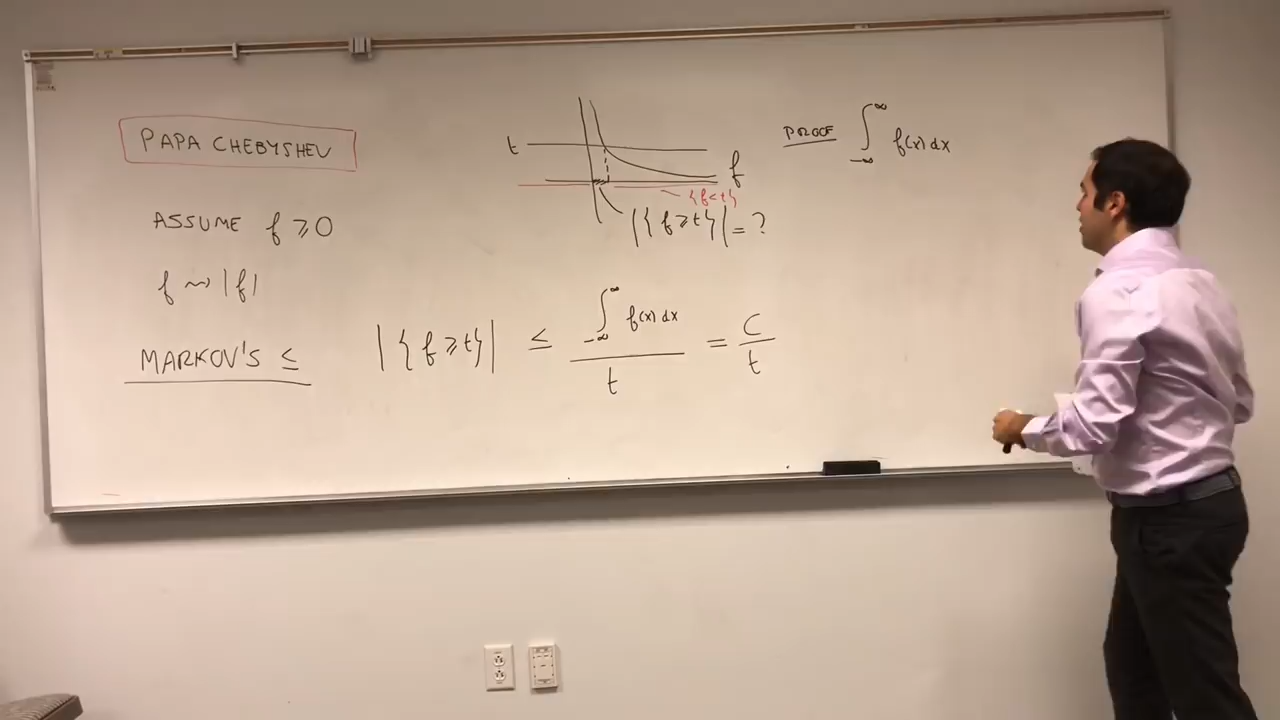 PAPA CHEBYSHEV
ASSUME f ≥ 0
f ⇝ |f|
MARKOV'S ≤
t
f
{f<t}
|{f ≥ t}| = ?
|{f ≥ t}| ≤ ∫_{-∞}^{∞} f(x) dx / t = C / t
PROOF ∫_{-∞}^{∞} f(x) dx